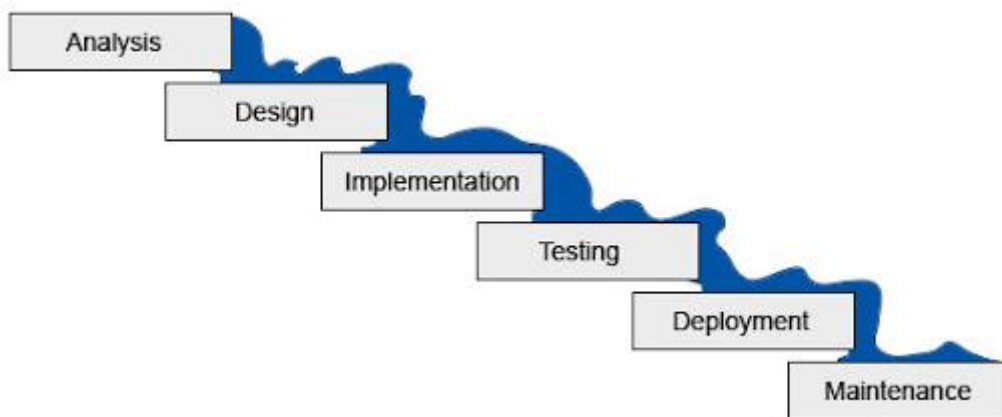 Analysis
Design
Implementation
Testing
Deployment
Maintenance